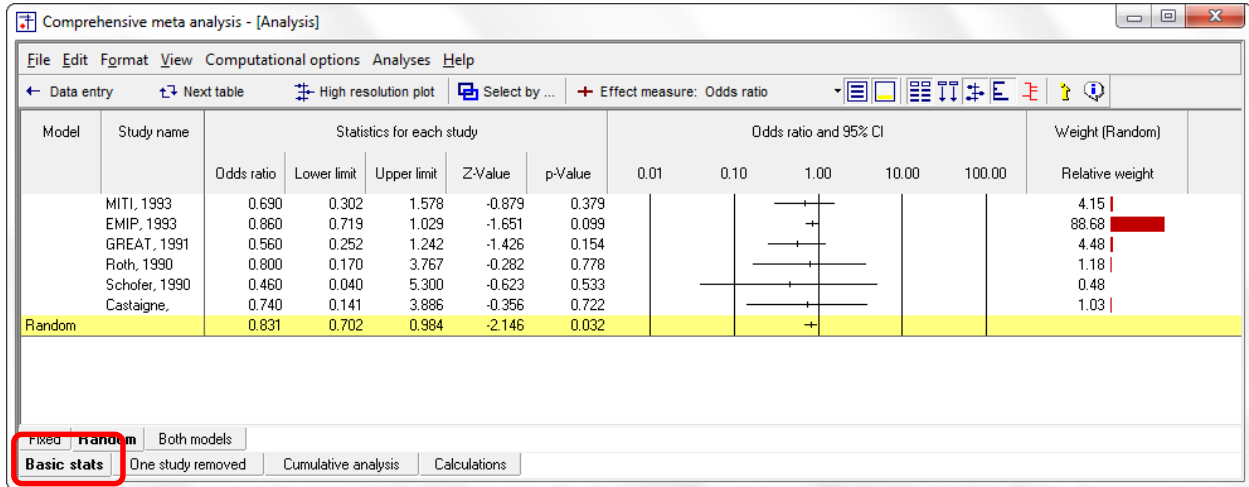 Comprehensive meta analysis - [Analysis]
File Edit Format View Computational options Analyses Help
Data entry Next table High resolution plot Select by ... Effect measure: Odds ratio
Model Study name Statistics for each study Odds ratio and 95% CI Weight (Random)
Odds ratio Lower limit Upper limit Z-Value p-Value 0.01 0.10 1.00 10.00 100.00 Relative weight
MITI, 1993 0.690 0.302 1.578 -0.879 0.379 4.15
EMIP, 1993 0.860 0.719 1.029 -1.651 0.099 88.68
GREAT, 1991 0.560 0.252 1.242 -1.426 0.154 4.48
Roth, 1990 0.800 0.170 3.767 -0.282 0.778 1.18
Schofer, 1990 0.460 0.040 5.300 -0.623 0.533 0.48
Castaigne, 0.740 0.141 3.886 -0.356 0.722 1.03
Random 0.831 0.702 0.984 -2.146 0.032
Fixed Random Both models
Basic stats One study removed Cumulative analysis Calculations